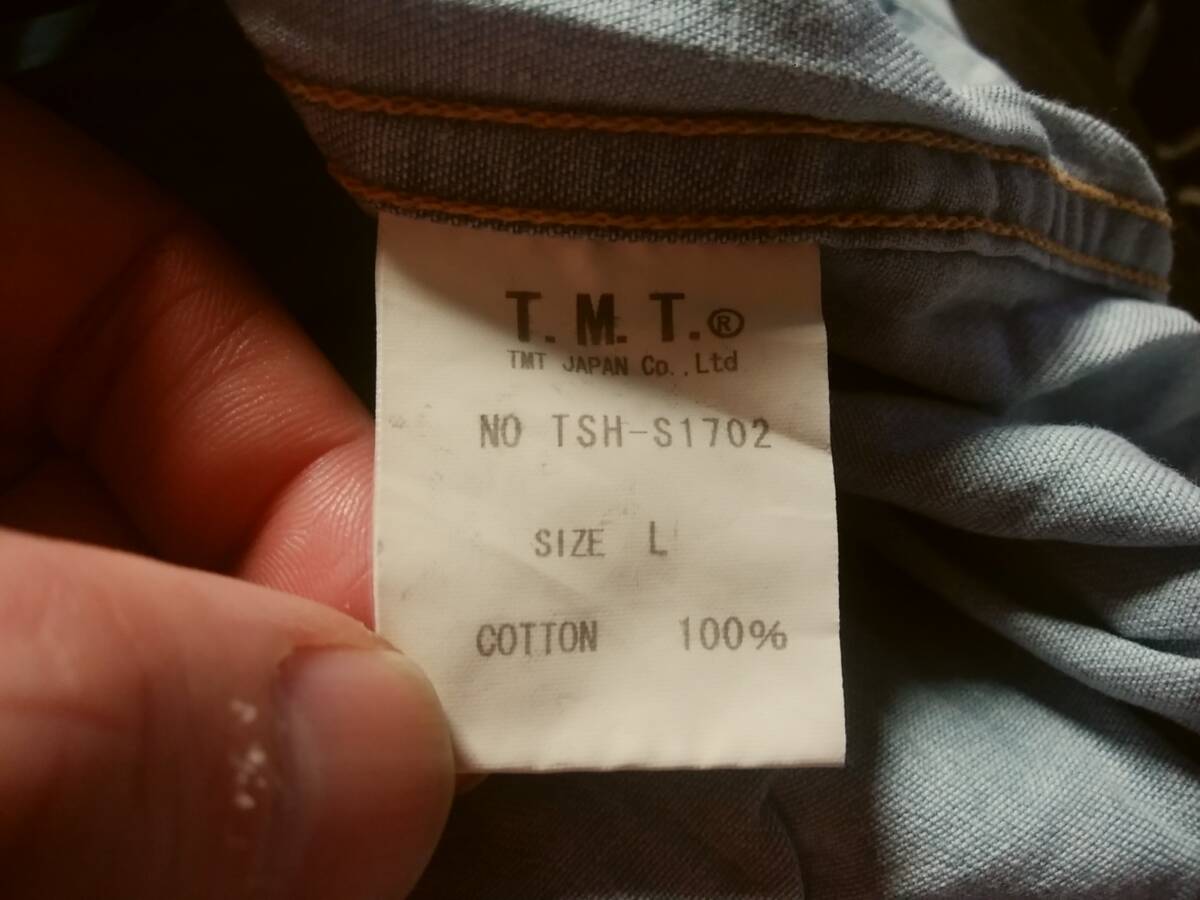 T.M.T.®
TMT JAPAN Co.,Ltd
NO TSH-S1702
SIZE L
COTTON 100%